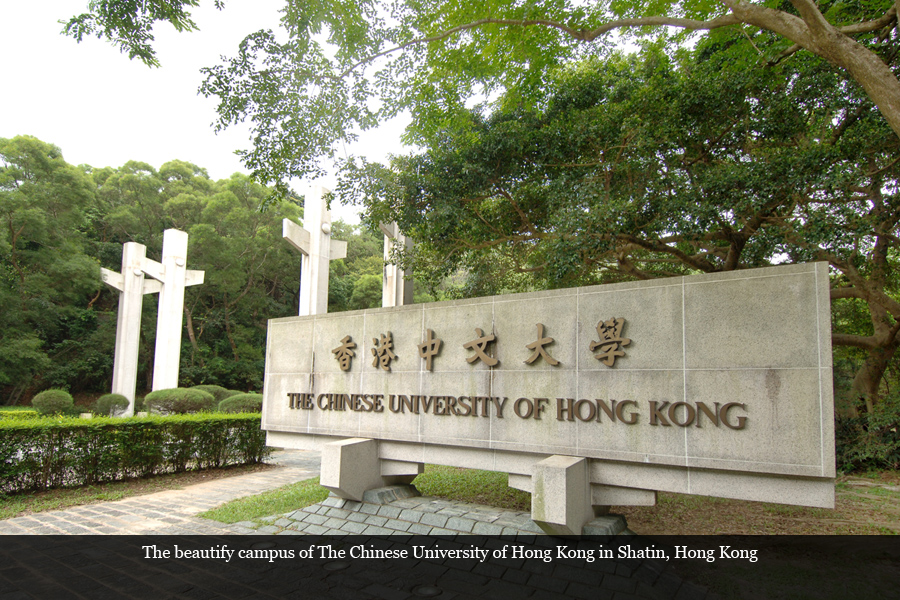 香港中文大學
THE CHINESE UNIVERSITY OF HONG KONG
The beautify campus of The Chinese University of Hong Kong in Shatin, Hong Kong